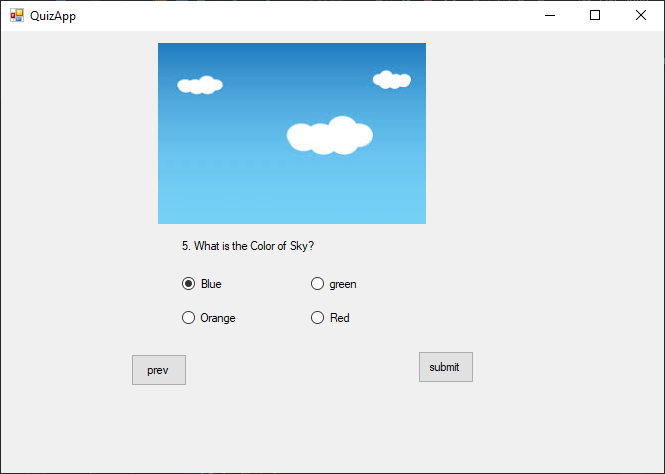 QuizApp
5. What is the Color of Sky?
Blue green
Orange Red
prev submit